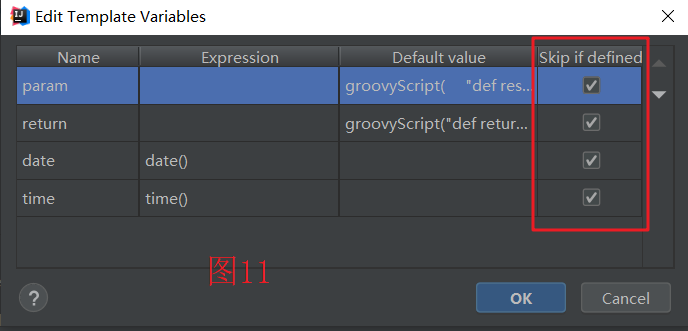 Edit Template Variables
Name Expression Default value Skip if defined
param groovyScript( "def res...
return groovyScript("def retur...
date date()
time time()
图11
? OK Cancel